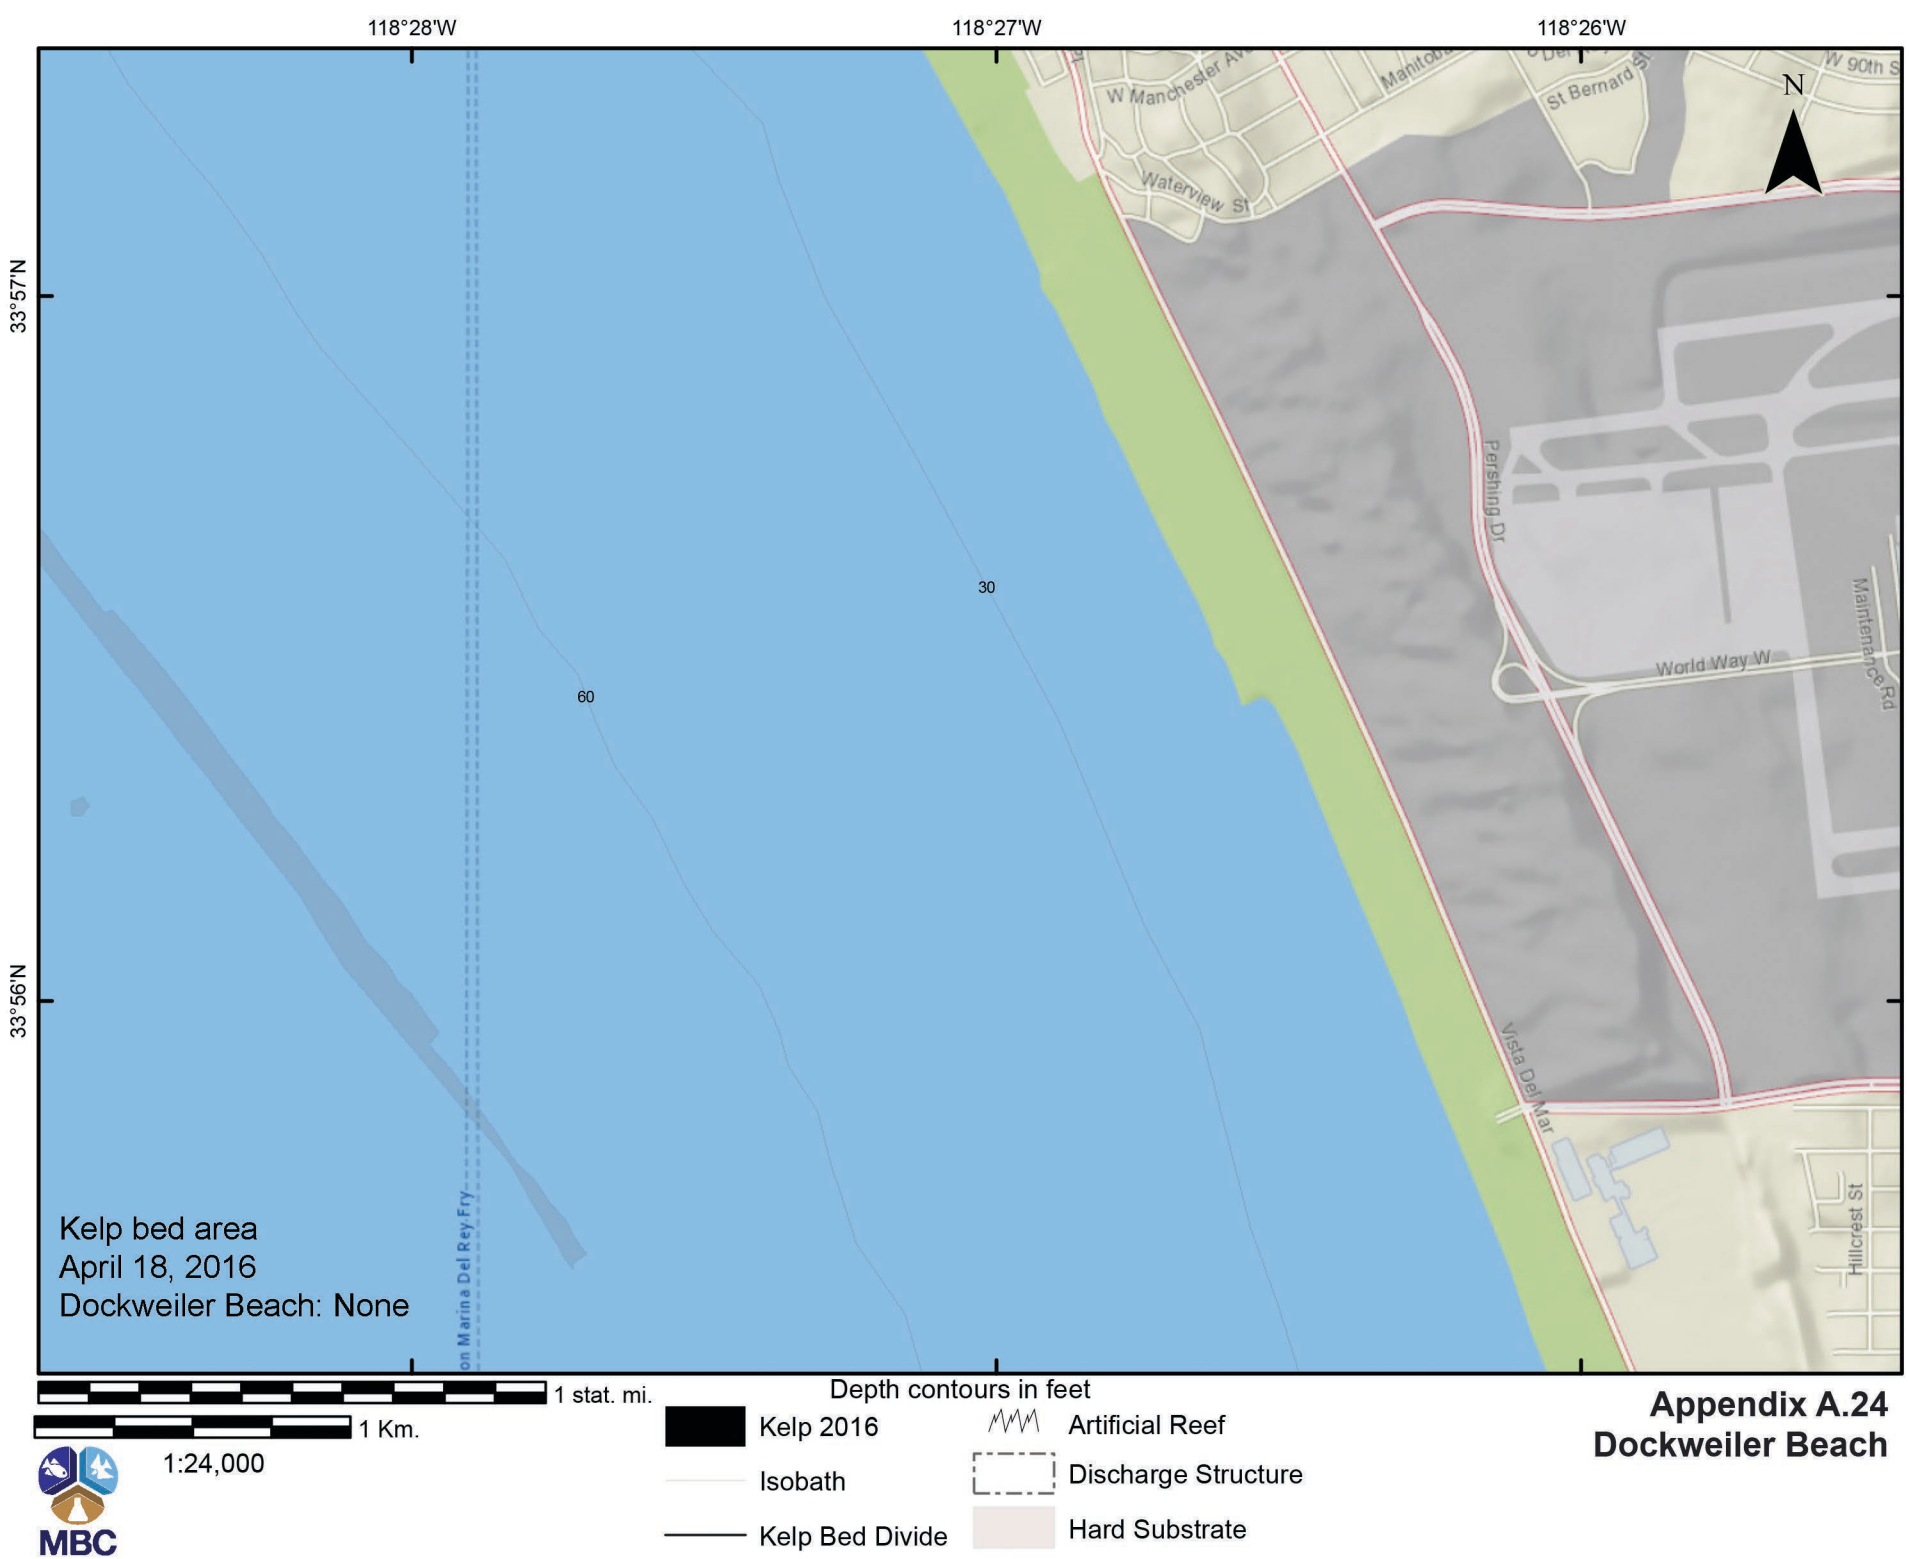 118°28'W 118°27'W 118°26'W
W Manchester Av
Manitoba
St Bernard St
W 90th S
N
Waterview St
33°57'N
Pershing Dr
30
Maintenance Rd
World Way W
60
33°56'N
Vista Del Mar
Hillcrest St
on Marina Del Rey Fry
Kelp bed area
April 18, 2016
Dockweiler Beach: None
1 stat. mi.
1 Km.
1:24,000
MBC
Depth contours in feet
Kelp 2016
Isobath
Kelp Bed Divide
Artificial Reef
Discharge Structure
Hard Substrate
Appendix A.24
Dockweiler Beach